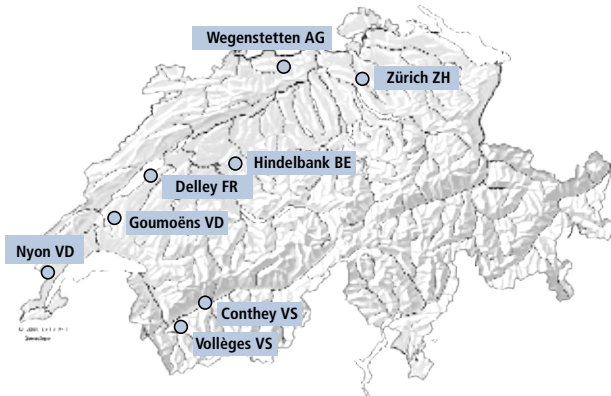 Wegenstetten AG
Zürich ZH
Hindelbank BE
Delley FR
Goumoëns VD
Nyon VD
Conthey VS
Vollèges VS